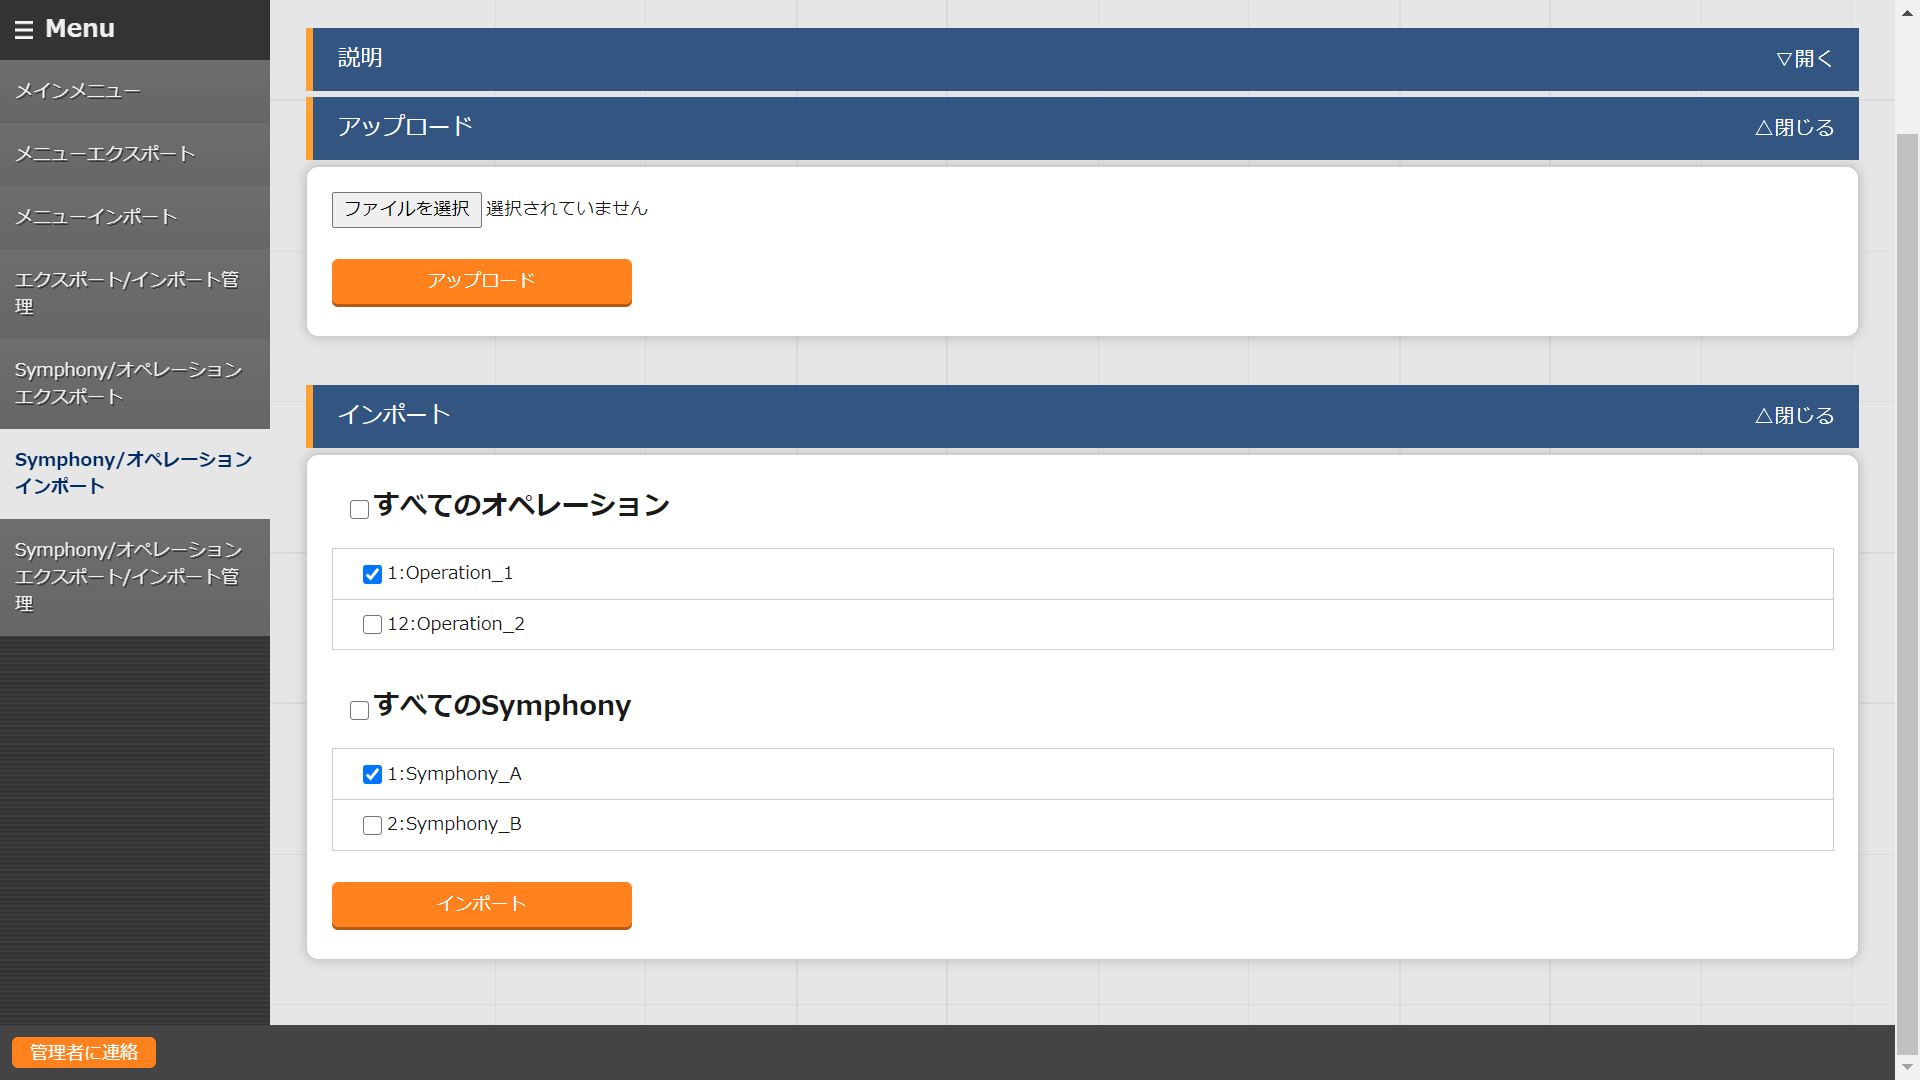 Menu
メインメニュー
メニューエクスポート
メニューインポート
エクスポート/インポート管
理
Symphony/オペレーション
エクスポート
Symphony/オペレーション
インポート
Symphony/オペレーション
エクスポート/インポート管
理
説明 ▽開く
アップロード △閉じる
ファイルを選択 選択されていません
アップロード
インポート △閉じる
すべてのオペレーション
1:Operation_1
12:Operation_2
すべてのSymphony
1:Symphony_A
2:Symphony_B
インポート
管理者に連絡